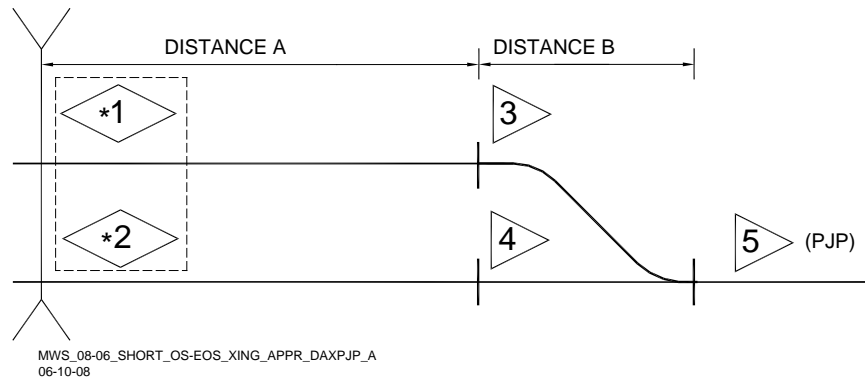 DISTANCE A
DISTANCE B
*1
3
*2
4
5 (PJP)
MWS_08-06_SHORT_OS-EOS_XING_APPR_DAXPJP_A
06-10-08